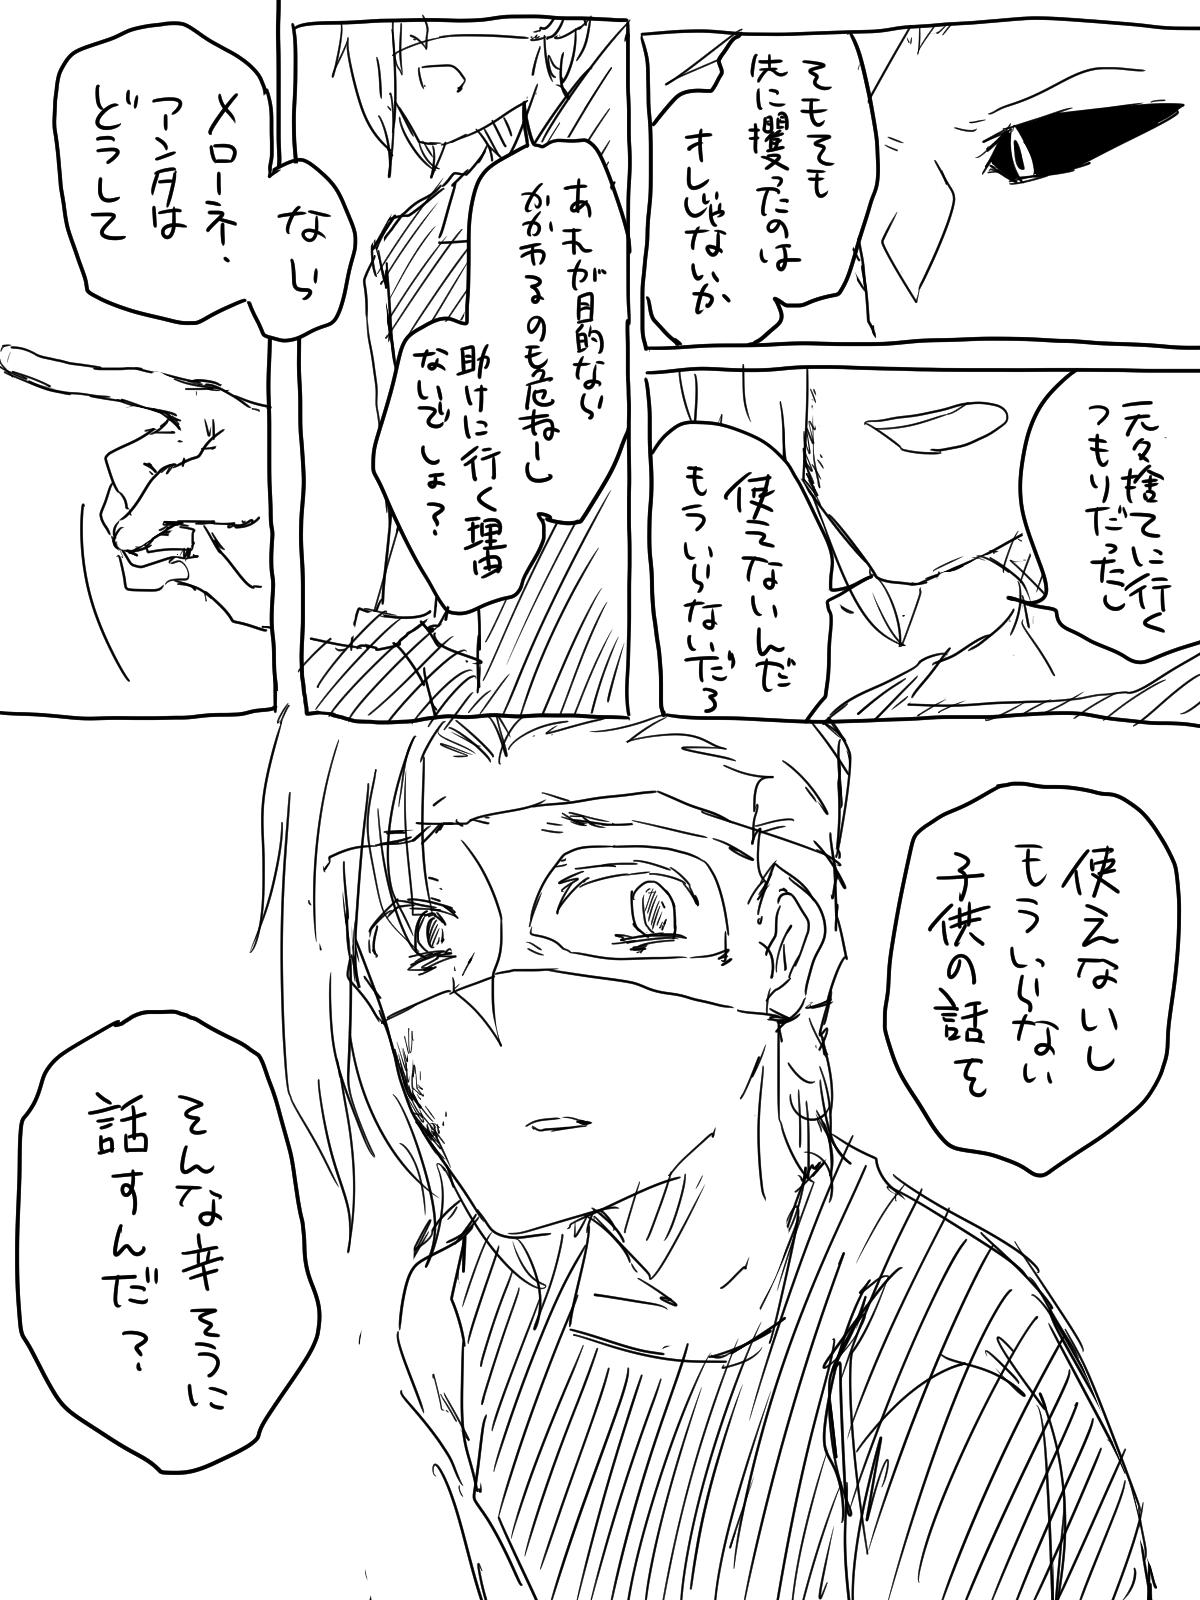 そもそも
先に攫ったのは
オレじゃないか
元々捨てに行く
つもりだったし
使えないんだ
もういらないだろ
あれが目的なら
かかわるのも危ねーし
助けに行く理由
ないでしょ？
なら
メローネ、
アンタは
どうして
使えないし
もういらない
子供の話を
そんな辛そうに
話すんだ？